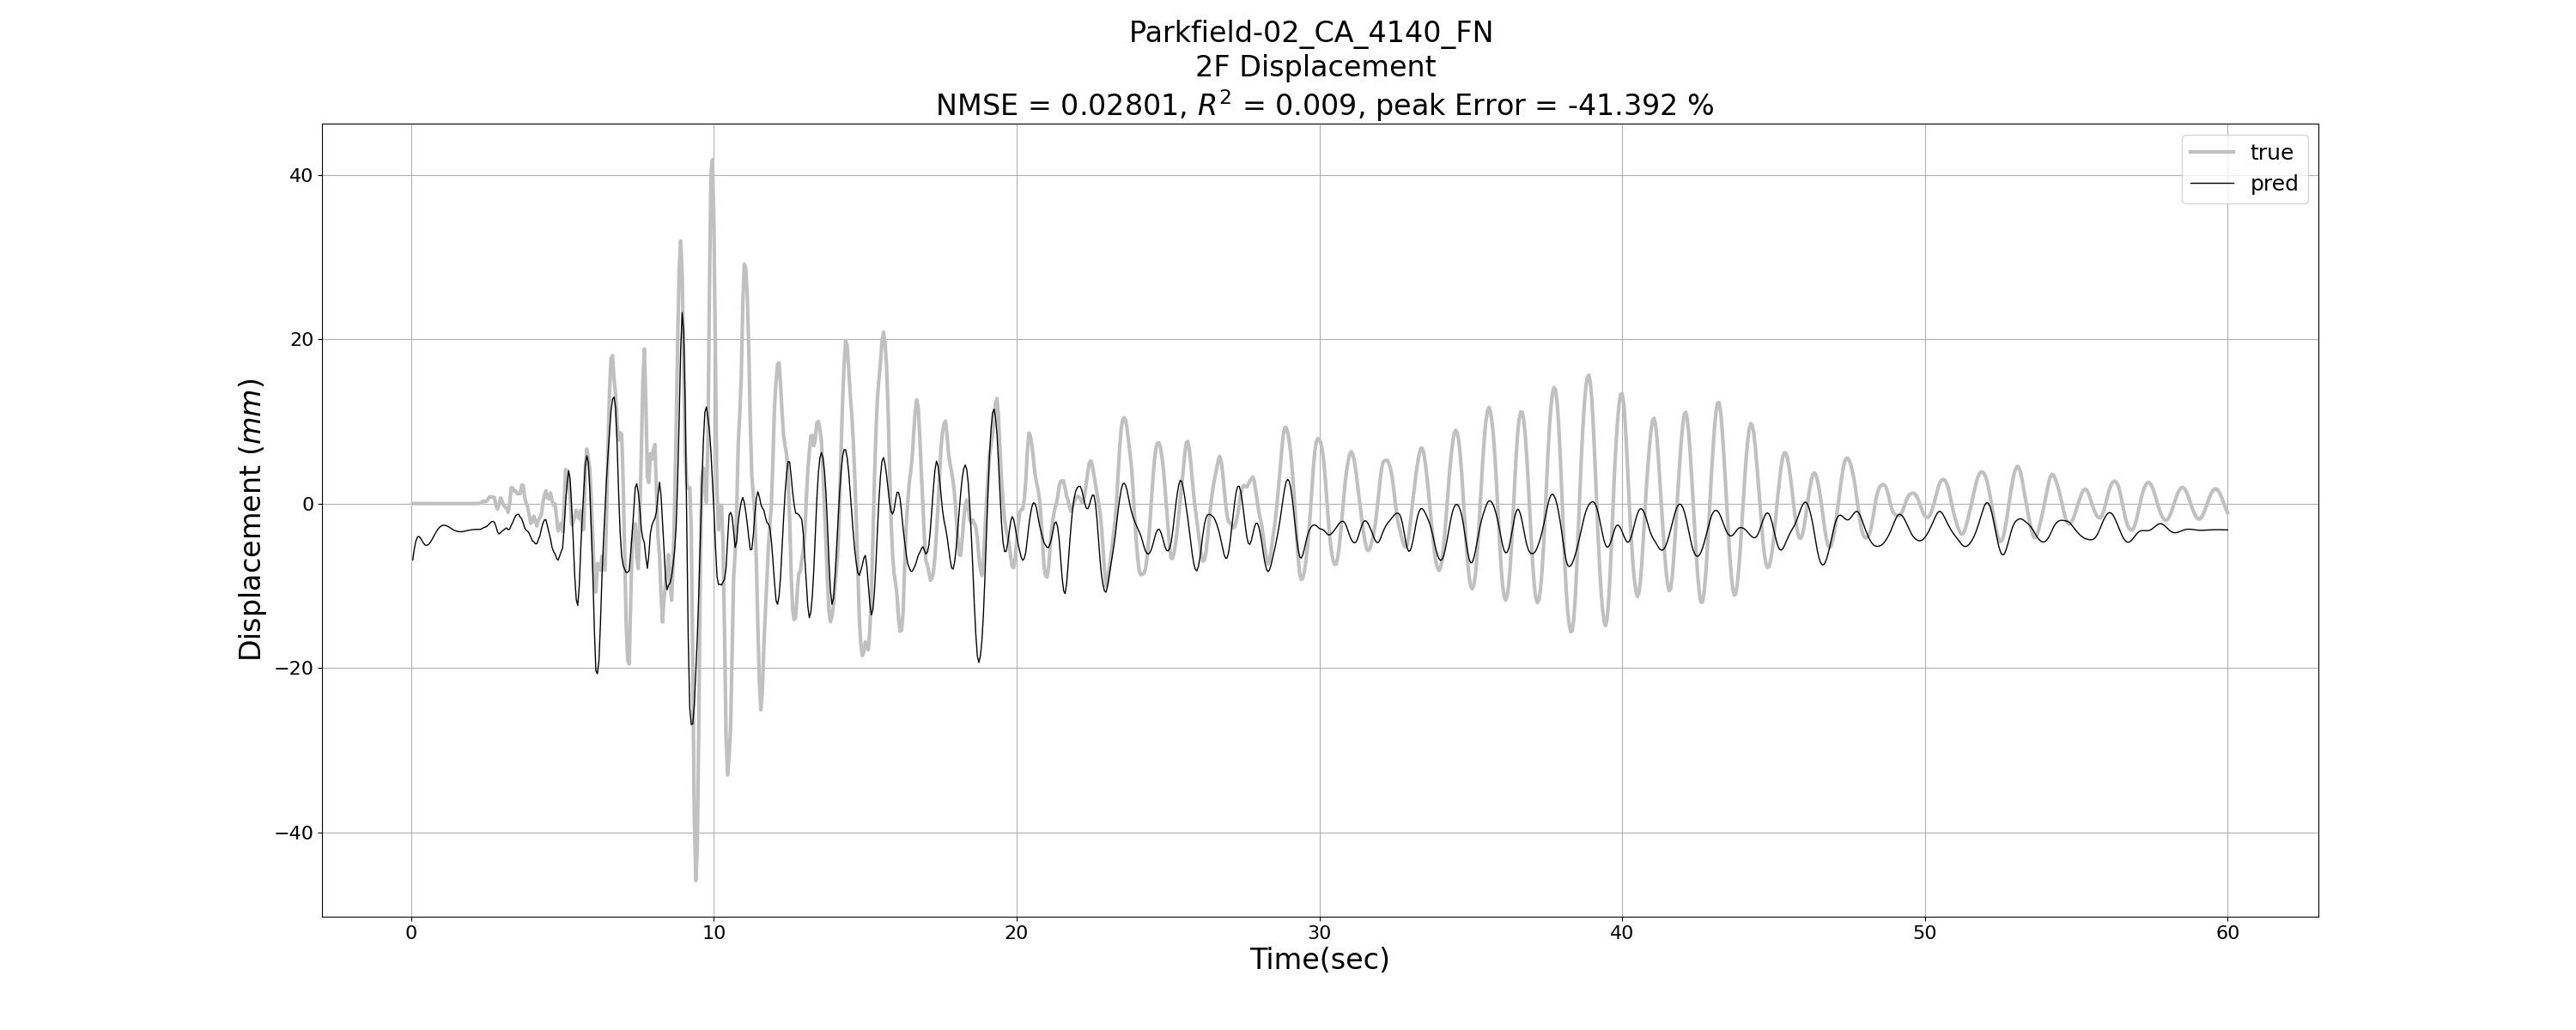 Parkfield-02_CA_4140_FN
2F Displacement
NMSE = 0.02801, R² = 0.009, peak Error = -41.392 %
true
pred
Displacement (mm)
40
20
0
−20
−40
0 10 20 30 40 50 60
Time(sec)